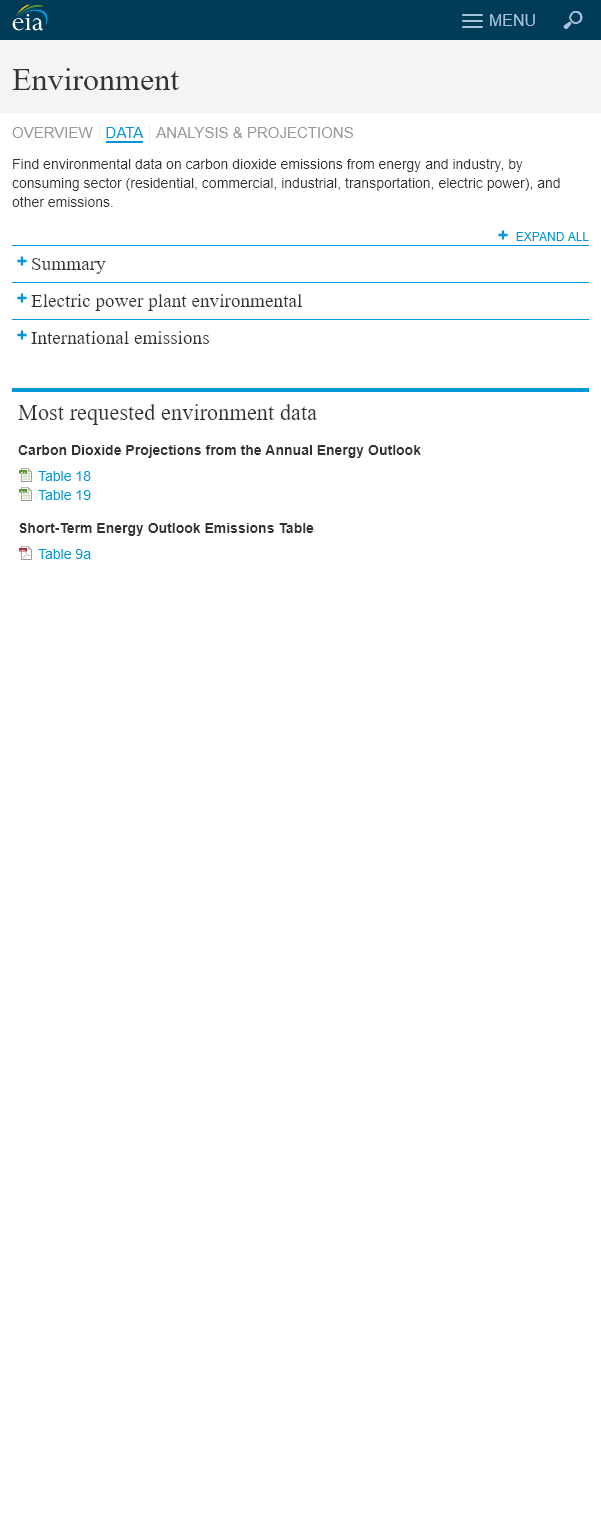 eia
MENU
Environment
OVERVIEW
DATA
ANALYSIS & PROJECTIONS
Find environmental data on carbon dioxide emissions from energy and industry, by
consuming sector (residential, commercial, industrial, transportation, electric power), and
other emissions.
EXPAND ALL
Summary
Electric power plant environmental
International emissions
Most requested environment data
Carbon Dioxide Projections from the Annual Energy Outlook
Table 18
Table 19
Short-Term Energy Outlook Emissions Table
Table 9a